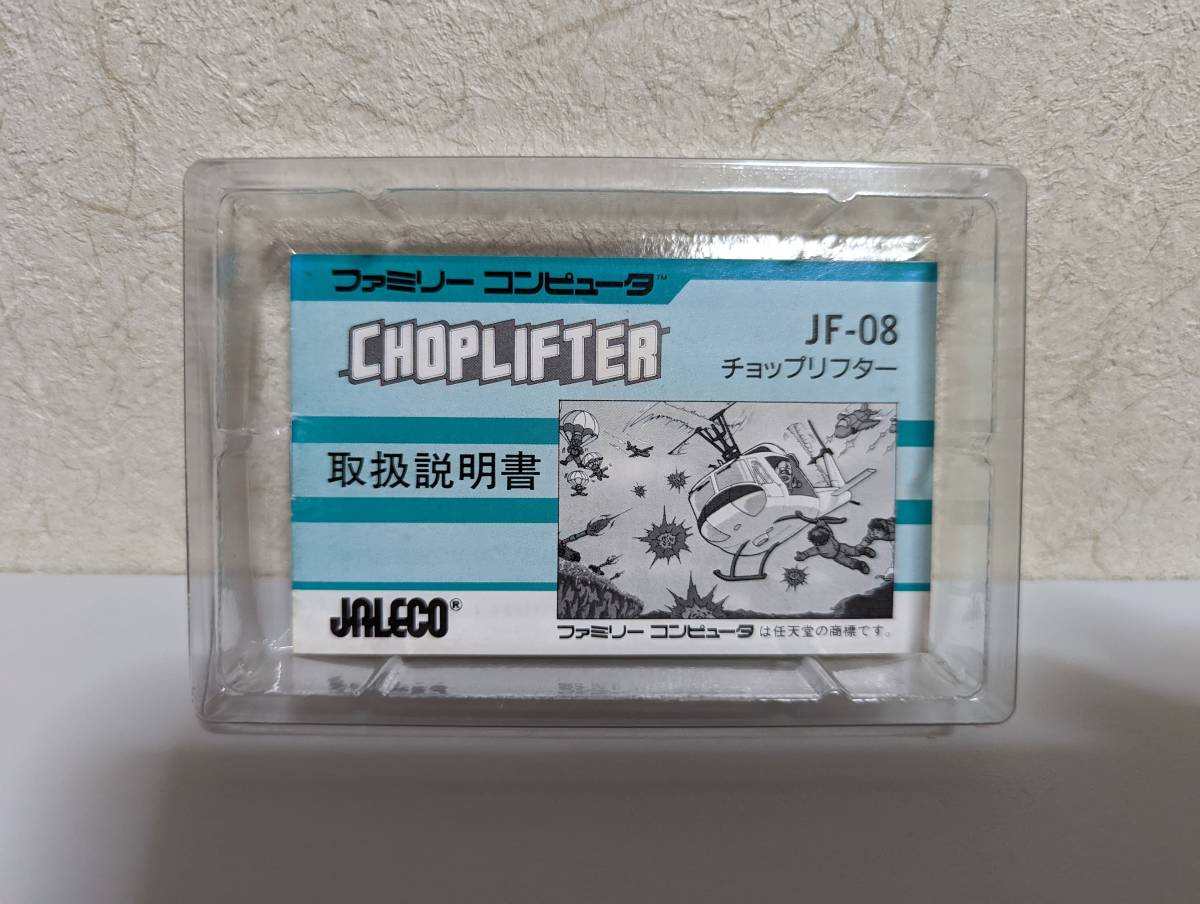 ファミリー コンピュータ™
CHOPLIFTER
JF-08
チョップリフター
取扱説明書
JALECO®
ファミリー コンピュータは任天堂の商標です。